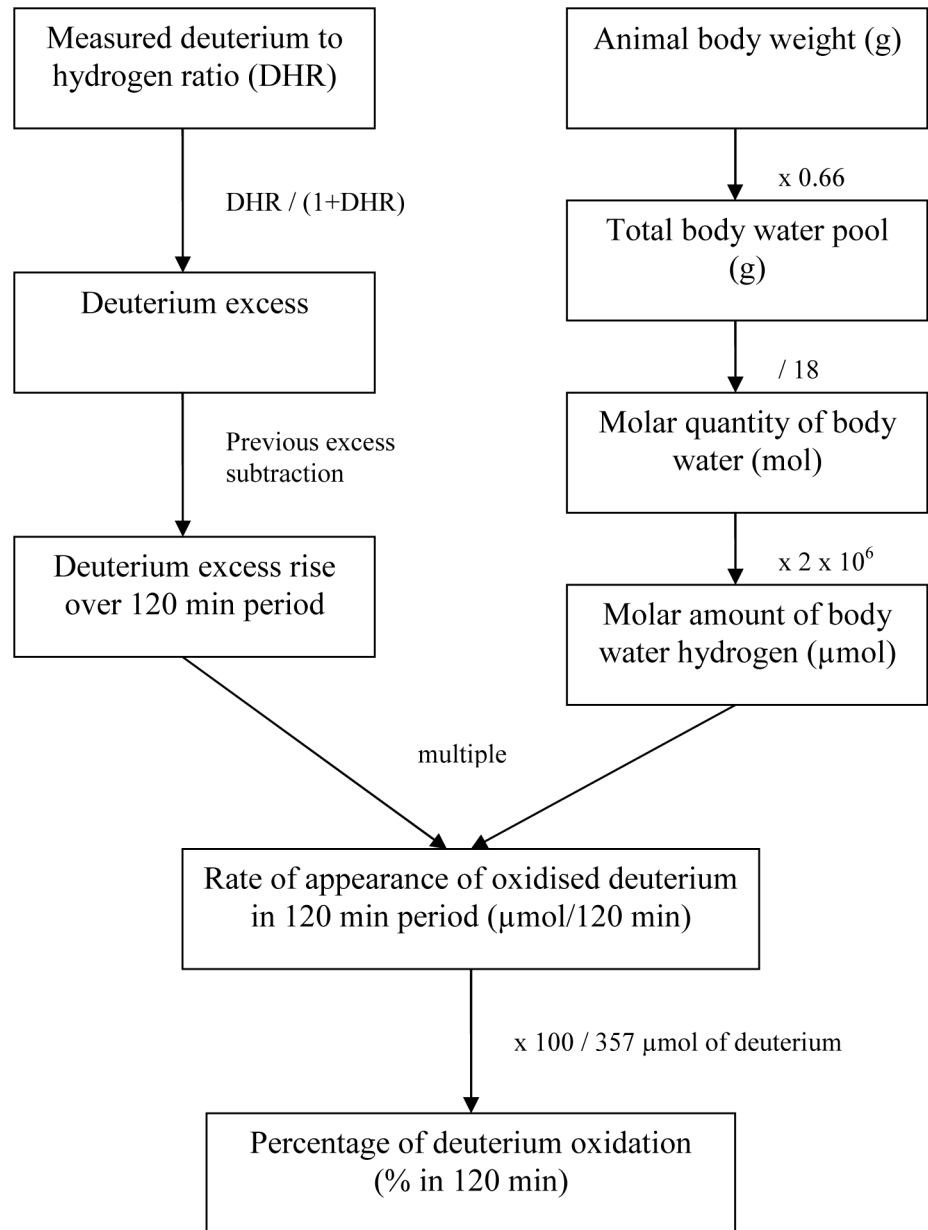 Measured deuterium to
hydrogen ratio (DHR)
DHR / (1+DHR)
Deuterium excess
Previous excess
subtraction
Deuterium excess rise
over 120 min period
Animal body weight (g)
x 0.66
Total body water pool
(g)
/ 18
Molar quantity of body
water (mol)
x 2 x 10⁶
Molar amount of body
water hydrogen (µmol)
multiple
Rate of appearance of oxidised deuterium
in 120 min period (µmol/120 min)
x 100 / 357 µmol of deuterium
Percentage of deuterium oxidation
(% in 120 min)